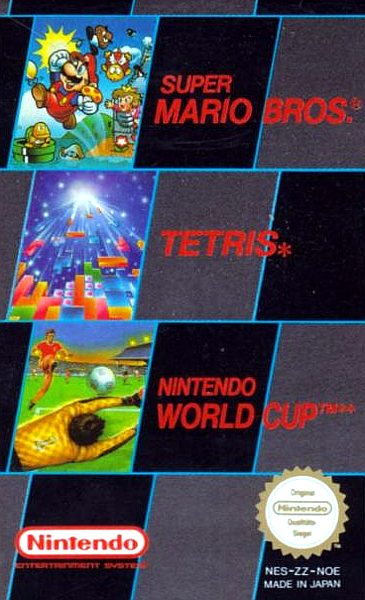 SUPER
MARIO BROS.®
TETRIS*
NINTENDO
WORLD CUP™**
Nintendo®
ENTERTAINMENT SYSTEM
Original
Nintendo
Qualitäts-
Siegel
TM
NES-ZZ-NOE
MADE IN JAPAN